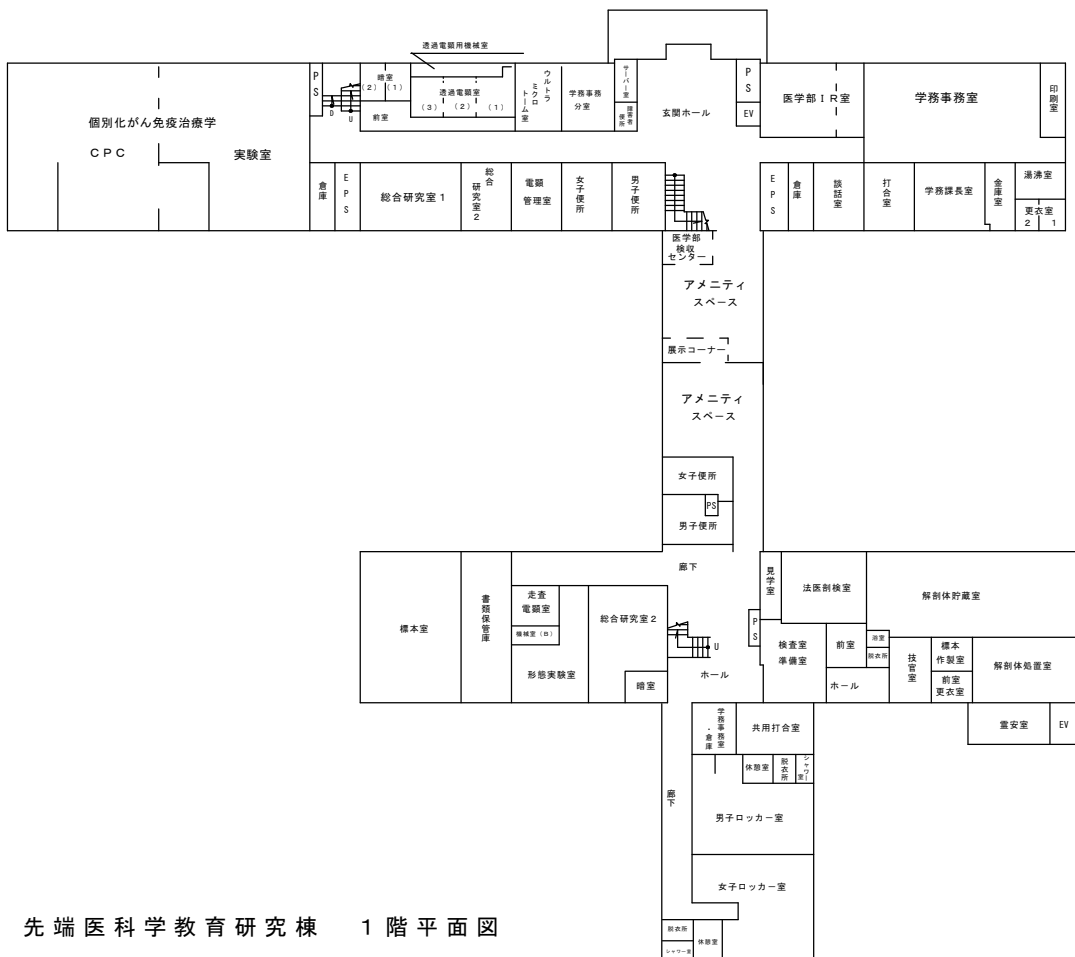 透過電顕用機械室
個別化がん免疫治療学
ＣＰＣ
実験室
ＰＳ
D
U
暗室
（２）（１）
前室
透過電顕室
（３）（２）（１）
ウルトラ
ミクロ
トーム室
学務事務
分室
サーバー室
障害者
便所
玄関ホール
ＰＳ
EV
医学部ＩＲ室
学務事務室
印刷室
倉庫
ＥＰＳ
総合研究室１
総合
研究室２
電顕
管理室
女子便所
男子便所
ＥＰＳ
倉庫
談話室
打合室
学務課長室
金庫室
湯沸室
更衣室
２　１
医学部
検収
センター
アメニティ
スペース
展示コーナー
アメニティ
スペース
女子便所
PS
男子便所
廊下
標本室
書類保管庫
走査
電顕室
機械室（B）
形態実験室
総合研究室２
暗室
U
ホール
見学室
ＰＳ
法医剖検室
解剖体貯蔵室
検査室
準備室
前室
浴室
脱衣所
ホール
技官室
標本
作製室
前室
更衣室
解剖体処置室
霊安室
EV
学務事務室
・倉庫
共用打合室
休憩室
脱衣所
シャワー室
廊下
男子ロッカー室
女子ロッカー室
脱衣所
シャワー室
休憩室
先端医科学教育研究棟　１階平面図